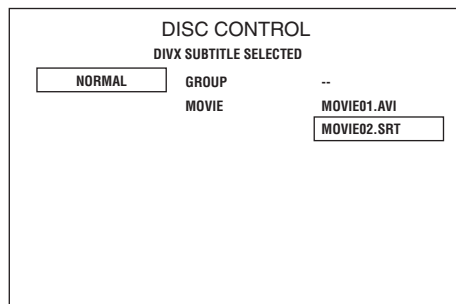 DISC CONTROL
DIVX SUBTITLE SELECTED
NORMAL GROUP --
MOVIE MOVIE01.AVI
MOVIE02.SRT